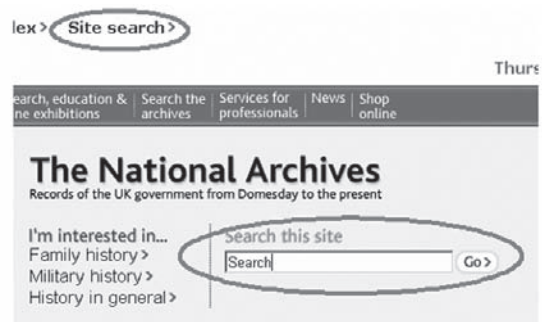 Site search >
earch, education & Search the Services for News Shop
ne exhibitions archives professionals online
The National Archives
Records of the UK government from Domesday to the present
I'm interested in... Search this site
Family history > Search Go >
Military history >
History in general >